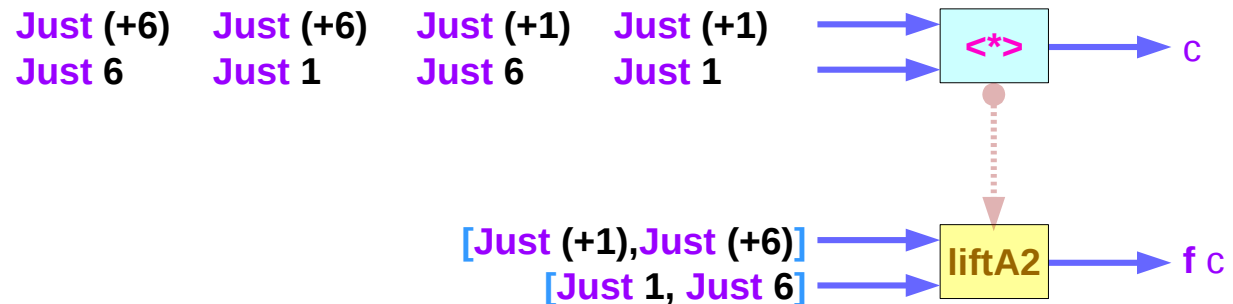 Just (+6) Just (+6) Just (+1) Just (+1)
Just 6 Just 1 Just 6 Just 1
<*>
c
[Just (+1),Just (+6)]
[Just 1, Just 6]
liftA2
f c